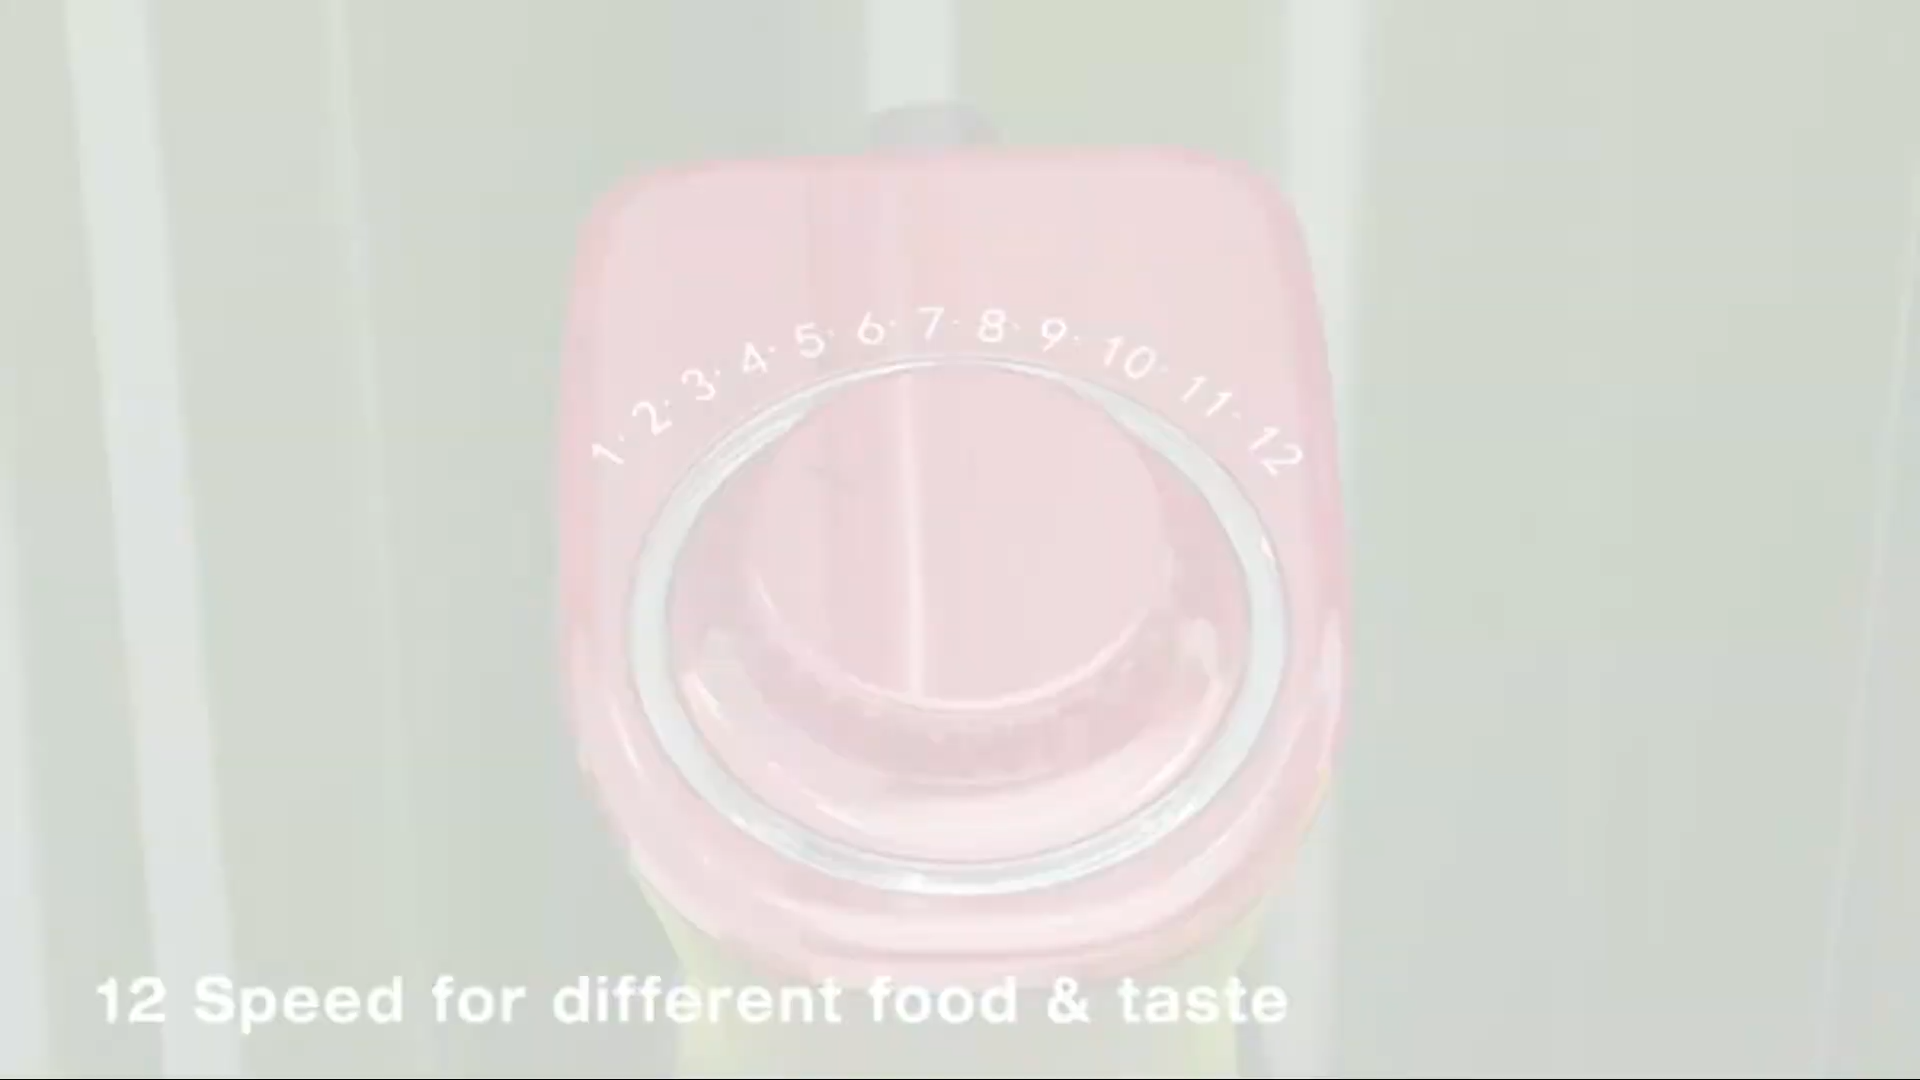 1· 2· 3· 4· 5· 6· 7· 8· 9· 10· 11· 12
12 Speed for different food & taste